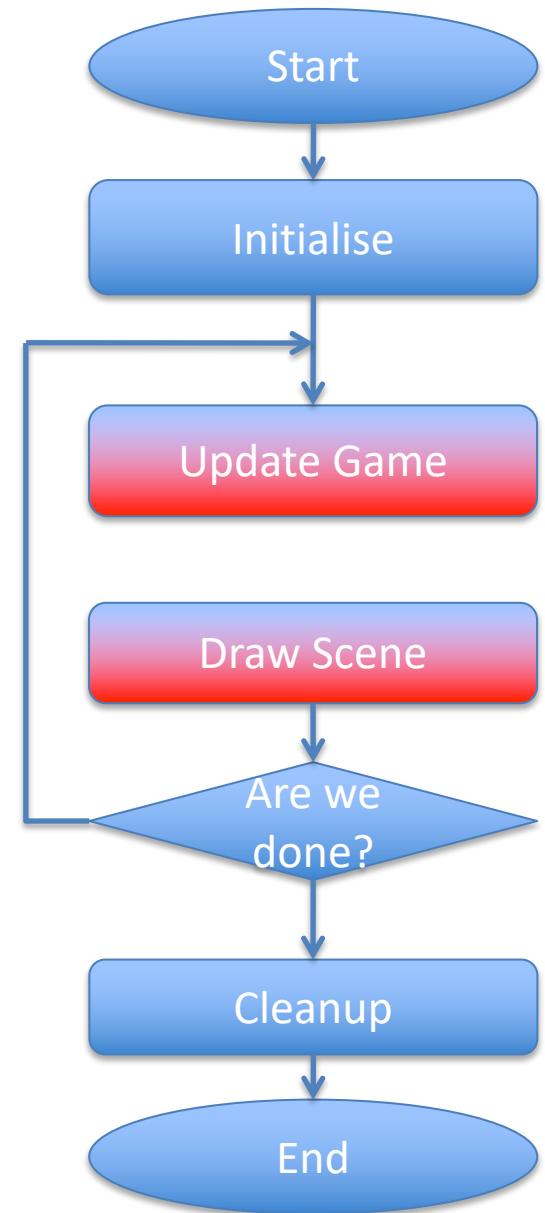 Start
Initialise
Update Game
Draw Scene
Are we
done?
Cleanup
End